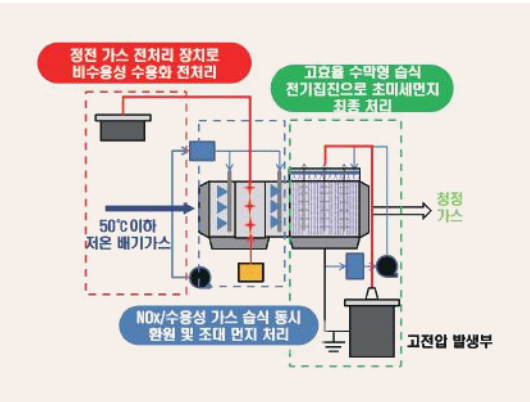 정전 가스 전처리 장치로
비수용성 수용화 전처리
고효율 수막형 습식
전기집진으로 초미세먼지
최종 처리
50℃이하
저온 배기가스
청정
가스
NOx/수용성 가스 습식 동시
환원 및 조대 먼지 처리
고전압 발생부